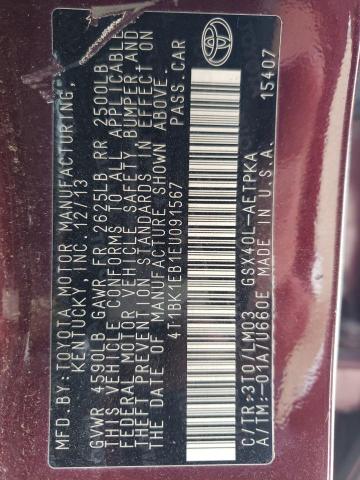 MFD.BY:TOYOTA MOTOR MANUFACTURING,
KENTUCKY, INC. 12/13
GVWR 4590LB GAWR FR 2625LB RR 2500LB
THIS VEHICLE CONFORMS TO ALL APPLICABLE
FEDERAL MOTOR VEHICLE SAFETY, BUMPER, AND
THEFT PREVENTION STANDARDS IN EFFECT ON
THE DATE OF MANUFACTURE SHOWN ABOVE.
4T1BK1EB1EU091567 PASS.CAR
C/TR:3T0/LM03 GSX40L-AETPKA
A/TM:-01A/U660E MADE IN U.S.A. 15407
TOYOTA